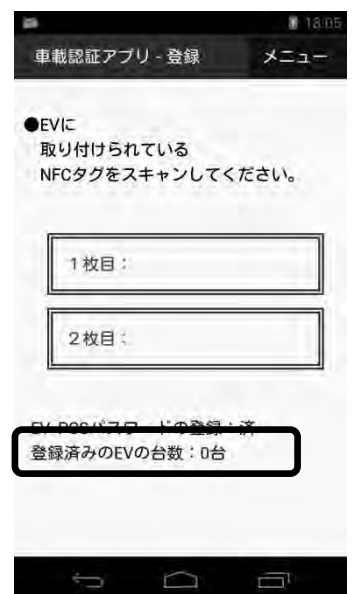 18:05
車載認証アプリ - 登録
メニュー
●EVに
取り付けられている
NFCタグをスキャンしてください。
1枚目：
2枚目：
EV-POSパスワードの登録：済
登録済みのEVの台数：0台